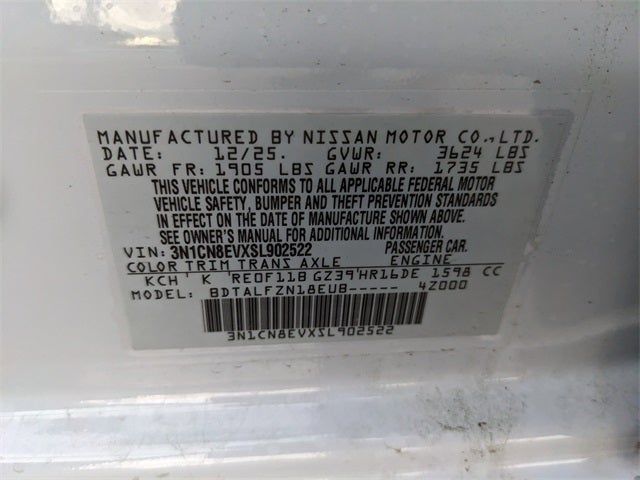 MANUFACTURED BY NISSAN MOTOR CO., LTD.
DATE: 12/25. GVWR: 3624 LBS
GAWR FR: 1905 LBS GAWR RR: 1735 LBS
THIS VEHICLE CONFORMS TO ALL APPLICABLE FEDERAL MOTOR
VEHICLE SAFETY, BUMPER AND THEFT PREVENTION STANDARDS
IN EFFECT ON THE DATE OF MANUFACTURE SHOWN ABOVE.
SEE OWNER'S MANUAL FOR ADDITIONAL INFORMATION.
VIN: 3N1CN8EVXSL902522 PASSENGER CAR.
COLOR TRIM TRANS AXLE ENGINE
KCH K RE0F11B GZ39 HR16DE 1598 CC
MODEL: BDTALFZN18EUB----- 4Z000
3N1CN8EVXSL902522